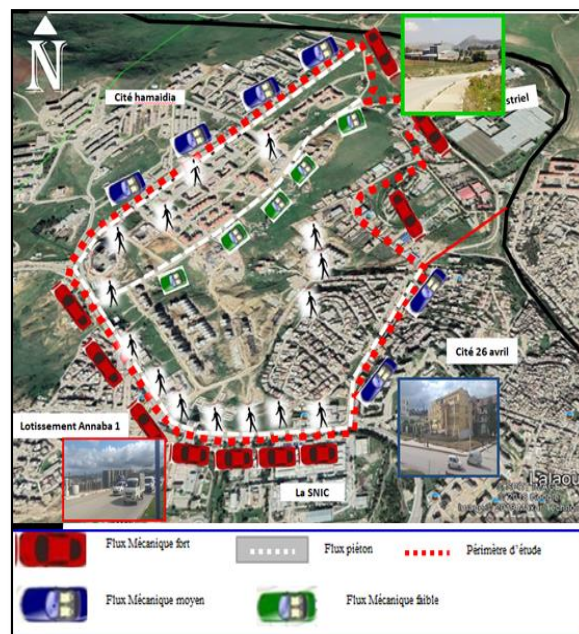 N
Cité hamaidia
striel
Cité 26 avril
Lotissement Annaba 1
La SNIC
Flux Mécanique fort
Flux piéton
Périmètre d'étude
Flux Mécanique moyen
Flux Mécanique faible